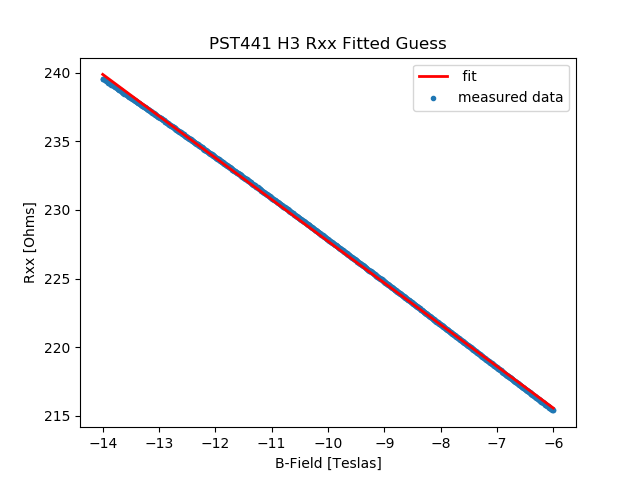 PST441 H3 Rxx Fitted Guess
fit
measured data
Rxx [Ohms]
240
235
230
225
220
215
−14 −13 −12 −11 −10 −9 −8 −7 −6
B-Field [Teslas]